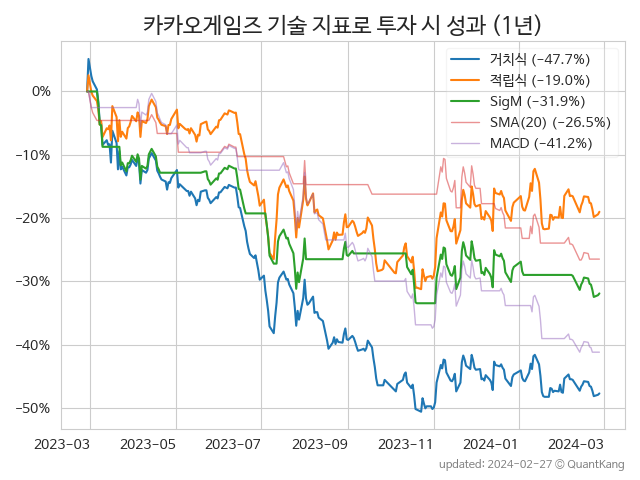 카카오게임즈 기술 지표로 투자 시 성과 (1년)
거치식 (−47.7%)
적립식 (−19.0%)
SigM (−31.9%)
SMA(20) (−26.5%)
MACD (−41.2%)
0%
−10%
−20%
−30%
−40%
−50%
2023-03 2023-05 2023-07 2023-09 2023-11 2024-01 2024-03
updated: 2024-02-27 © QuantKang